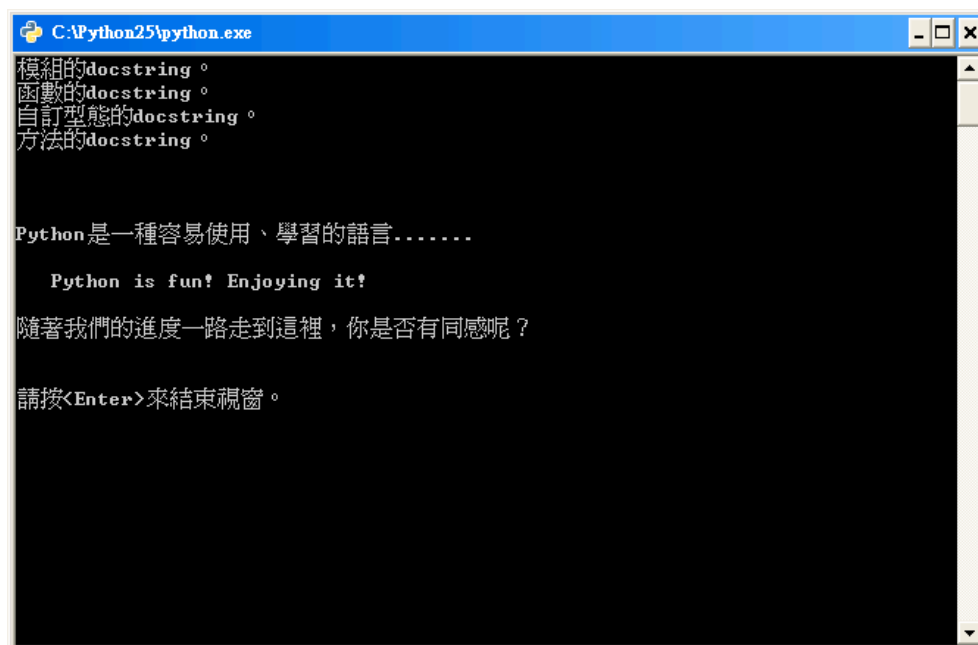 C:\Python25\python.exe
模組的docstring。
函數的docstring。
自訂型態的docstring。
方法的docstring。
Python是一種容易使用、學習的語言.......
Python is fun! Enjoying it!
隨著我們的進度一路走到這裡，你是否有同感呢？
請按<Enter>來結束視窗。